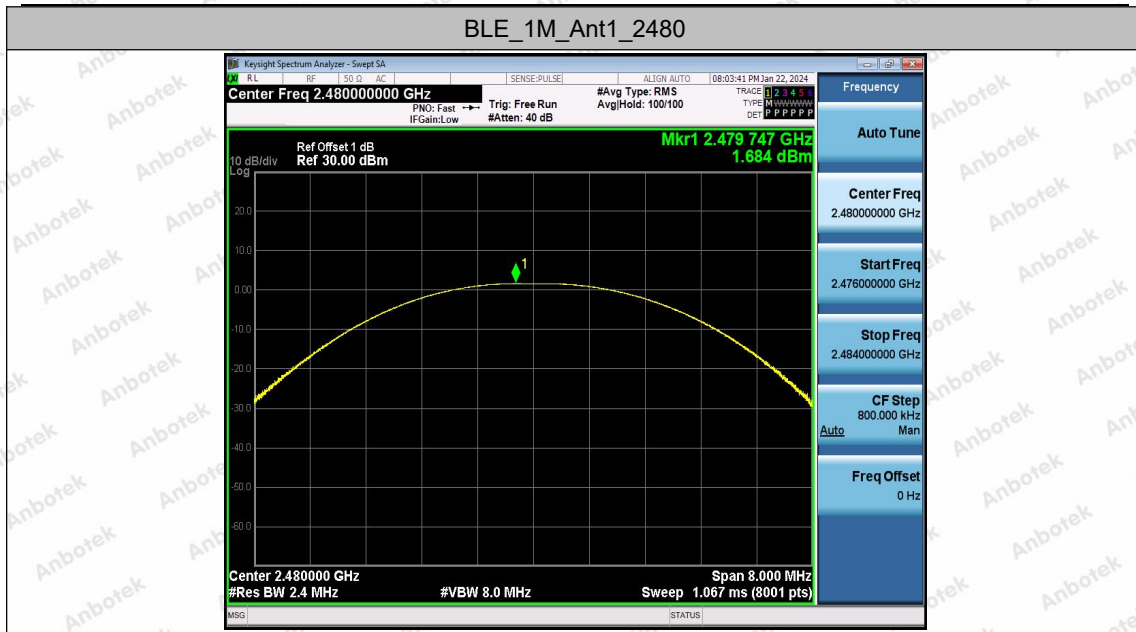 BLE_1M_Ant1_2480
Keysight Spectrum Analyzer - Swept SA
RL RF 50 Ω AC SENSE:PULSE ALIGN AUTO 08:03:41 PM Jan 22, 2024
Center Freq 2.480000000 GHz
PNO: Fast
IFGain:Low
Trig: Free Run
#Atten: 40 dB
#Avg Type: RMS
Avg|Hold: 100/100
TRACE 1 2 3 4 5 6
TYPE M W W W W W
DET P P P P P P
Mkr1 2.479 747 GHz
1.684 dBm
Ref Offset 1 dB
10 dB/div Ref 30.00 dBm
Log
20.0
10.0
0.00
-10.0
-20.0
-30.0
-40.0
-50.0
-60.0
1
Center 2.480000 GHz Span 8.000 MHz
#Res BW 2.4 MHz #VBW 8.0 MHz Sweep 1.067 ms (8001 pts)
MSG STATUS
Frequency
Auto Tune
Center Freq
2.480000000 GHz
Start Freq
2.476000000 GHz
Stop Freq
2.484000000 GHz
CF Step
800.000 kHz
Auto Man
Freq Offset
0 Hz
Anbotek